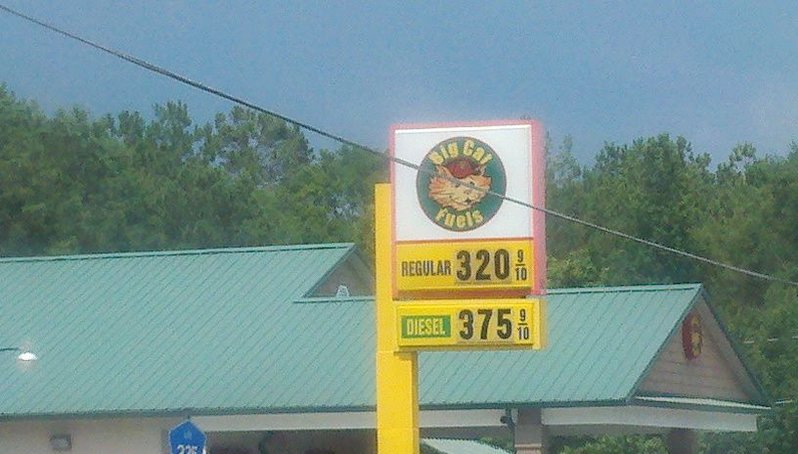 Big Cat
Fuels
REGULAR 320 9/10
DIESEL 375 9/10